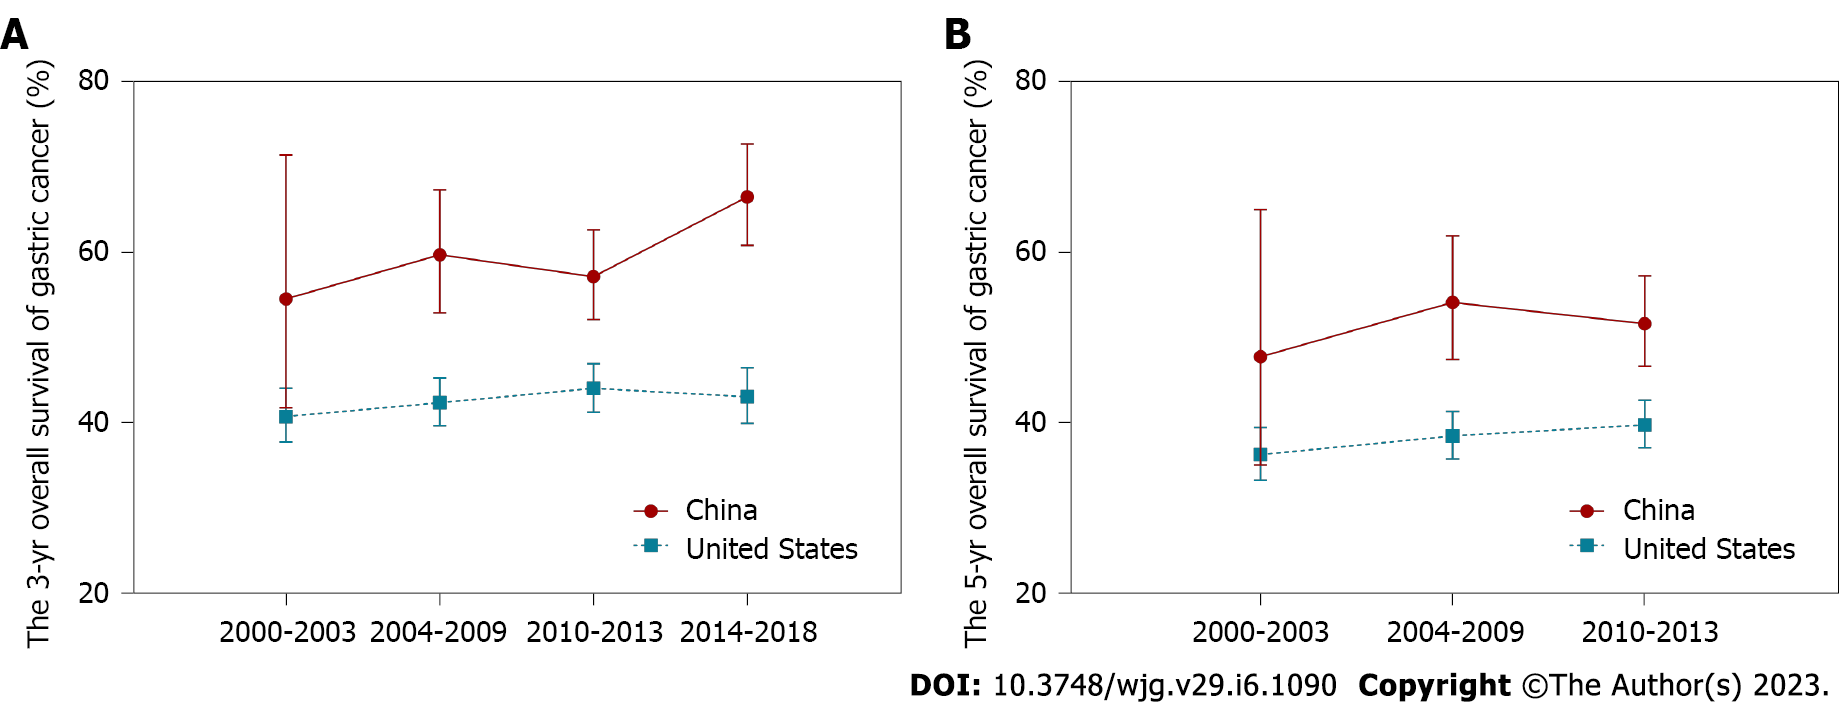 A
The 3-yr overall survival of gastric cancer (%)
80
60
40
20
2000-2003 2004-2009 2010-2013 2014-2018
China
United States
B
The 5-yr overall survival of gastric cancer (%)
80
60
40
20
2000-2003 2004-2009 2010-2013
China
United States
DOI: 10.3748/wjg.v29.i6.1090 Copyright ©The Author(s) 2023.